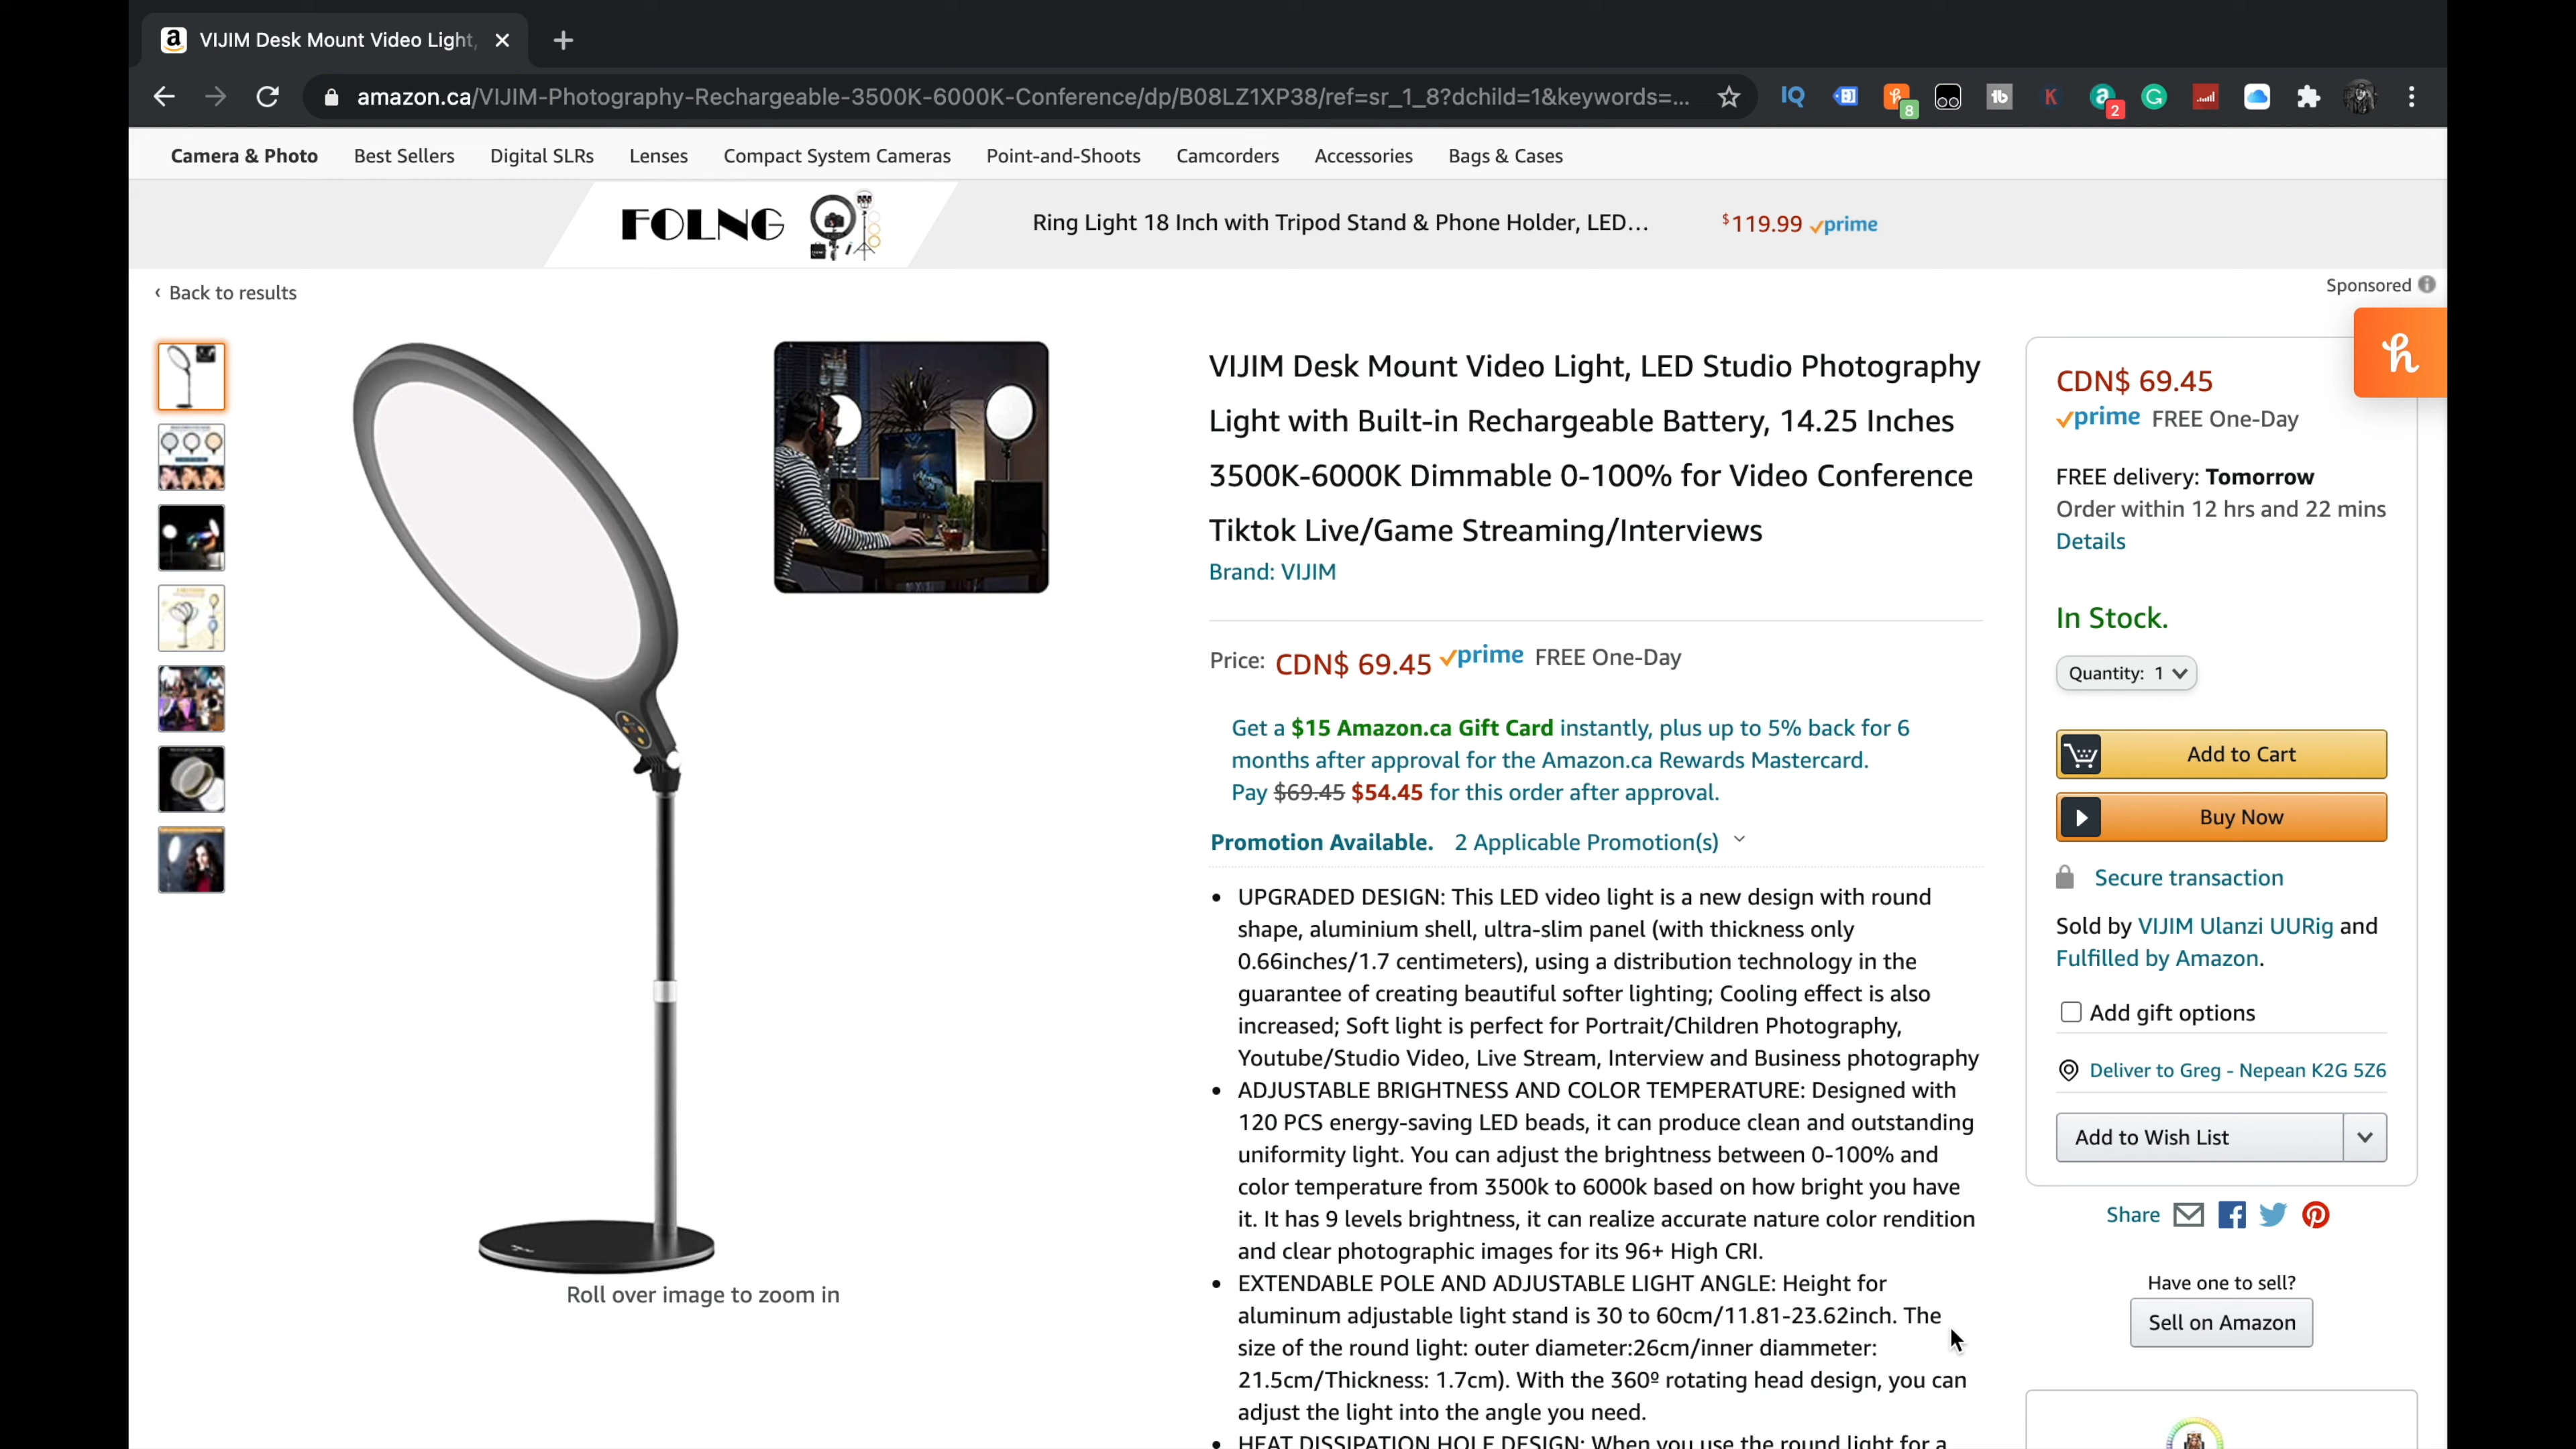 VIJIM Desk Mount Video Light,
amazon.ca/VIJIM-Photography-Rechargeable-3500K-6000K-Conference/dp/B08LZ1XP38/ref=sr_1_8?dchild=1&keywords=...
8
2
Camera & Photo Best Sellers Digital SLRs Lenses Compact System Cameras Point-and-Shoots Camcorders Accessories Bags & Cases
FOLNG
Ring Light 18 Inch with Tripod Stand & Phone Holder, LED...
$119.99 prime
‹ Back to results
Sponsored
Roll over image to zoom in
VIJIM Desk Mount Video Light, LED Studio Photography
Light with Built-in Rechargeable Battery, 14.25 Inches
3500K-6000K Dimmable 0-100% for Video Conference
Tiktok Live/Game Streaming/Interviews
Brand: VIJIM
Price: CDN$ 69.45 prime FREE One-Day
Get a $15 Amazon.ca Gift Card instantly, plus up to 5% back for 6
months after approval for the Amazon.ca Rewards Mastercard.
Pay $69.45 $54.45 for this order after approval.
Promotion Available. 2 Applicable Promotion(s)
• UPGRADED DESIGN: This LED video light is a new design with round
shape, aluminium shell, ultra-slim panel (with thickness only
0.66inches/1.7 centimeters), using a distribution technology in the
guarantee of creating beautiful softer lighting; Cooling effect is also
increased; Soft light is perfect for Portrait/Children Photography,
Youtube/Studio Video, Live Stream, Interview and Business photography
• ADJUSTABLE BRIGHTNESS AND COLOR TEMPERATURE: Designed with
120 PCS energy-saving LED beads, it can produce clean and outstanding
uniformity light. You can adjust the brightness between 0-100% and
color temperature from 3500k to 6000k based on how bright you have
it. It has 9 levels brightness, it can realize accurate nature color rendition
and clear photographic images for its 96+ High CRI.
• EXTENDABLE POLE AND ADJUSTABLE LIGHT ANGLE: Height for
aluminum adjustable light stand is 30 to 60cm/11.81-23.62inch. The
size of the round light: outer diameter:26cm/inner diammeter:
21.5cm/Thickness: 1.7cm). With the 360º rotating head design, you can
adjust the light into the angle you need.
• HEAT DISSIPATION HOLE DESIGN: When you use the round light for a
CDN$ 69.45
prime FREE One-Day
FREE delivery: Tomorrow
Order within 12 hrs and 22 mins
Details
In Stock.
Quantity: 1
Add to Cart
Buy Now
Secure transaction
Sold by VIJIM Ulanzi UURig and
Fulfilled by Amazon.
Add gift options
Deliver to Greg - Nepean K2G 5Z6
Add to Wish List
Share
Have one to sell?
Sell on Amazon